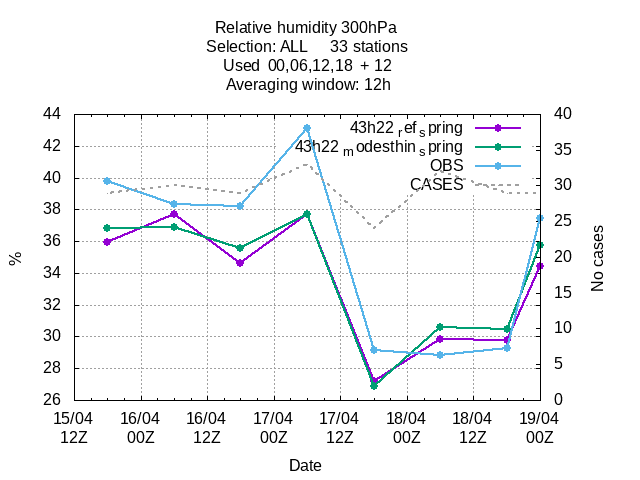 Relative humidity 300hPa
Selection: ALL 33 stations
Used 00,06,12,18 + 12
Averaging window: 12h
44
42
40
38
36
34
32
30
28
26
%
40
35
30
25
20
15
10
5
0
No cases
43h22 ref spring
43h22 modesthin spring
OBS
CASES
15/04 16/04 16/04 17/04 17/04 18/04 18/04 19/04
12Z 00Z 12Z 00Z 12Z 00Z 12Z 00Z
Date